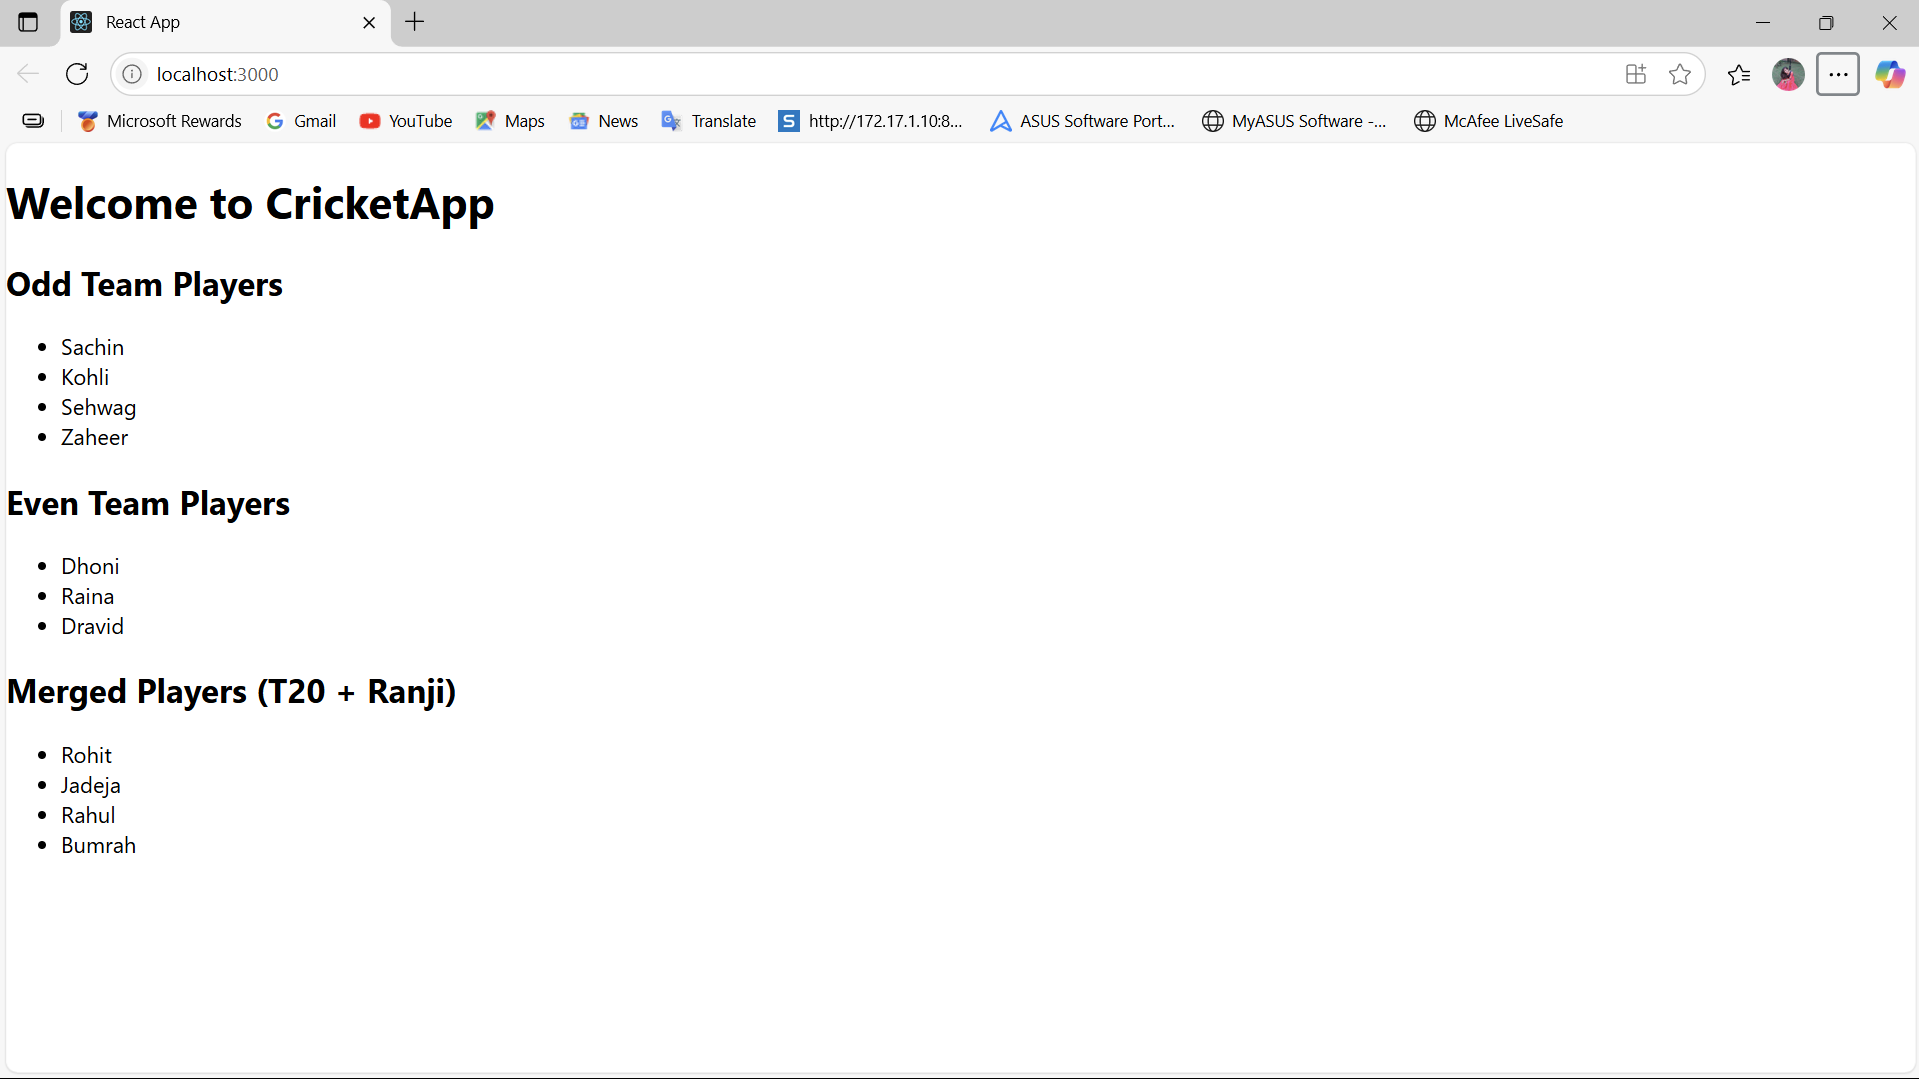 React App
localhost:3000
Microsoft Rewards Gmail YouTube Maps News Translate http://172.17.1.10:8... ASUS Software Port... MyASUS Software -... McAfee LiveSafe
Welcome to CricketApp
Odd Team Players
Sachin
Kohli
Sehwag
Zaheer
Even Team Players
Dhoni
Raina
Dravid
Merged Players (T20 + Ranji)
Rohit
Jadeja
Rahul
Bumrah